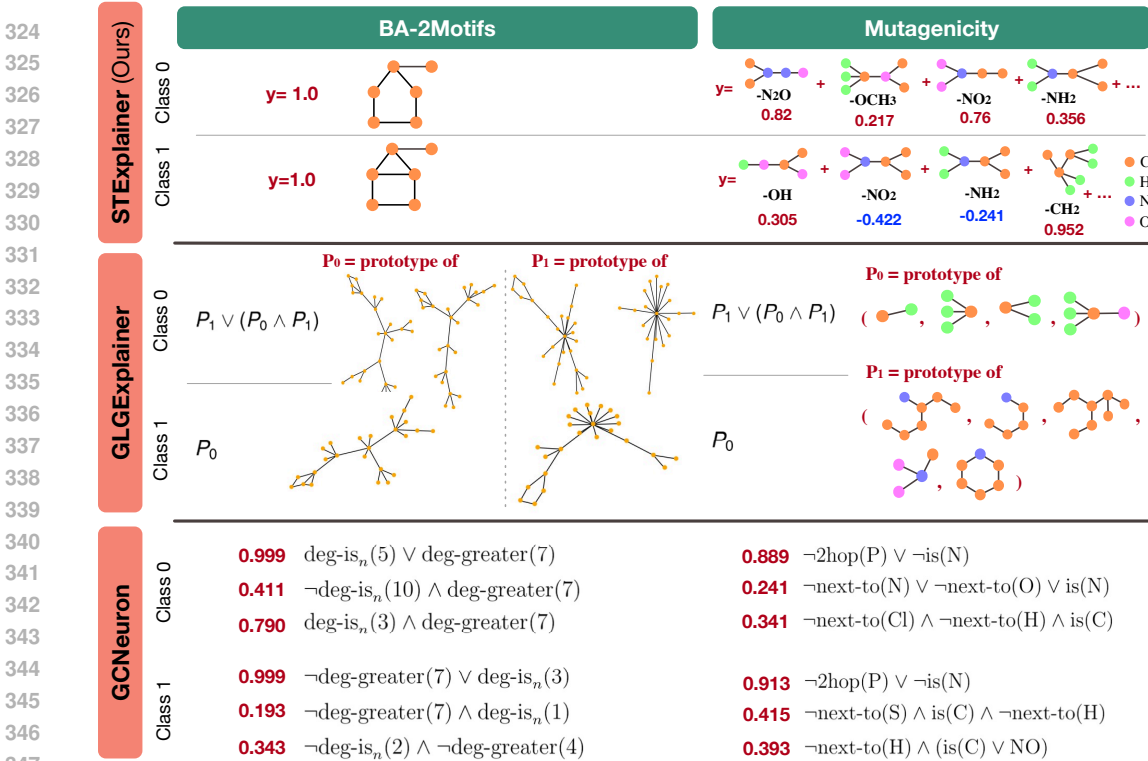 324
325
326
327
328
329
330
331
332
333
334
335
336
337
338
339
340
341
342
343
344
345
346
BA-2Motifs
Mutagenicity
STExplainer (Ours)
Class 0
y= 1.0
y=
+
+
+
+ ...
-N2O
-OCH3
-NO2
-NH2
0.82
0.217
0.76
0.356
Class 1
y=1.0
y=
+
+
+
+ ...
-OH
-NO2
-NH2
-CH2
0.305
-0.422
-0.241
0.952
C
H
N
O
GLGExplainer
P0 = prototype of
P1 = prototype of
Class 0
P1 ∨ (P0 ∧ P1)
P1 ∨ (P0 ∧ P1)
P0 = prototype of
( , , , )
Class 1
P0
P0
P1 = prototype of
( , , ,
, )
GCNeuron
Class 0
0.999 deg-isₙ(5) ∨ deg-greater(7)
0.411 ¬deg-isₙ(10) ∧ deg-greater(7)
0.790 deg-isₙ(3) ∧ deg-greater(7)
0.889 ¬2hop(P) ∨ ¬is(N)
0.241 ¬next-to(N) ∨ ¬next-to(O) ∨ is(N)
0.341 ¬next-to(Cl) ∧ ¬next-to(H) ∧ is(C)
Class 1
0.999 ¬deg-greater(7) ∨ deg-isₙ(3)
0.193 ¬deg-greater(7) ∧ deg-isₙ(1)
0.343 ¬deg-isₙ(2) ∧ ¬deg-greater(4)
0.913 ¬2hop(P) ∨ ¬is(N)
0.415 ¬next-to(S) ∧ is(C) ∧ ¬next-to(H)
0.393 ¬next-to(H) ∧ (is(C) ∨ NO)